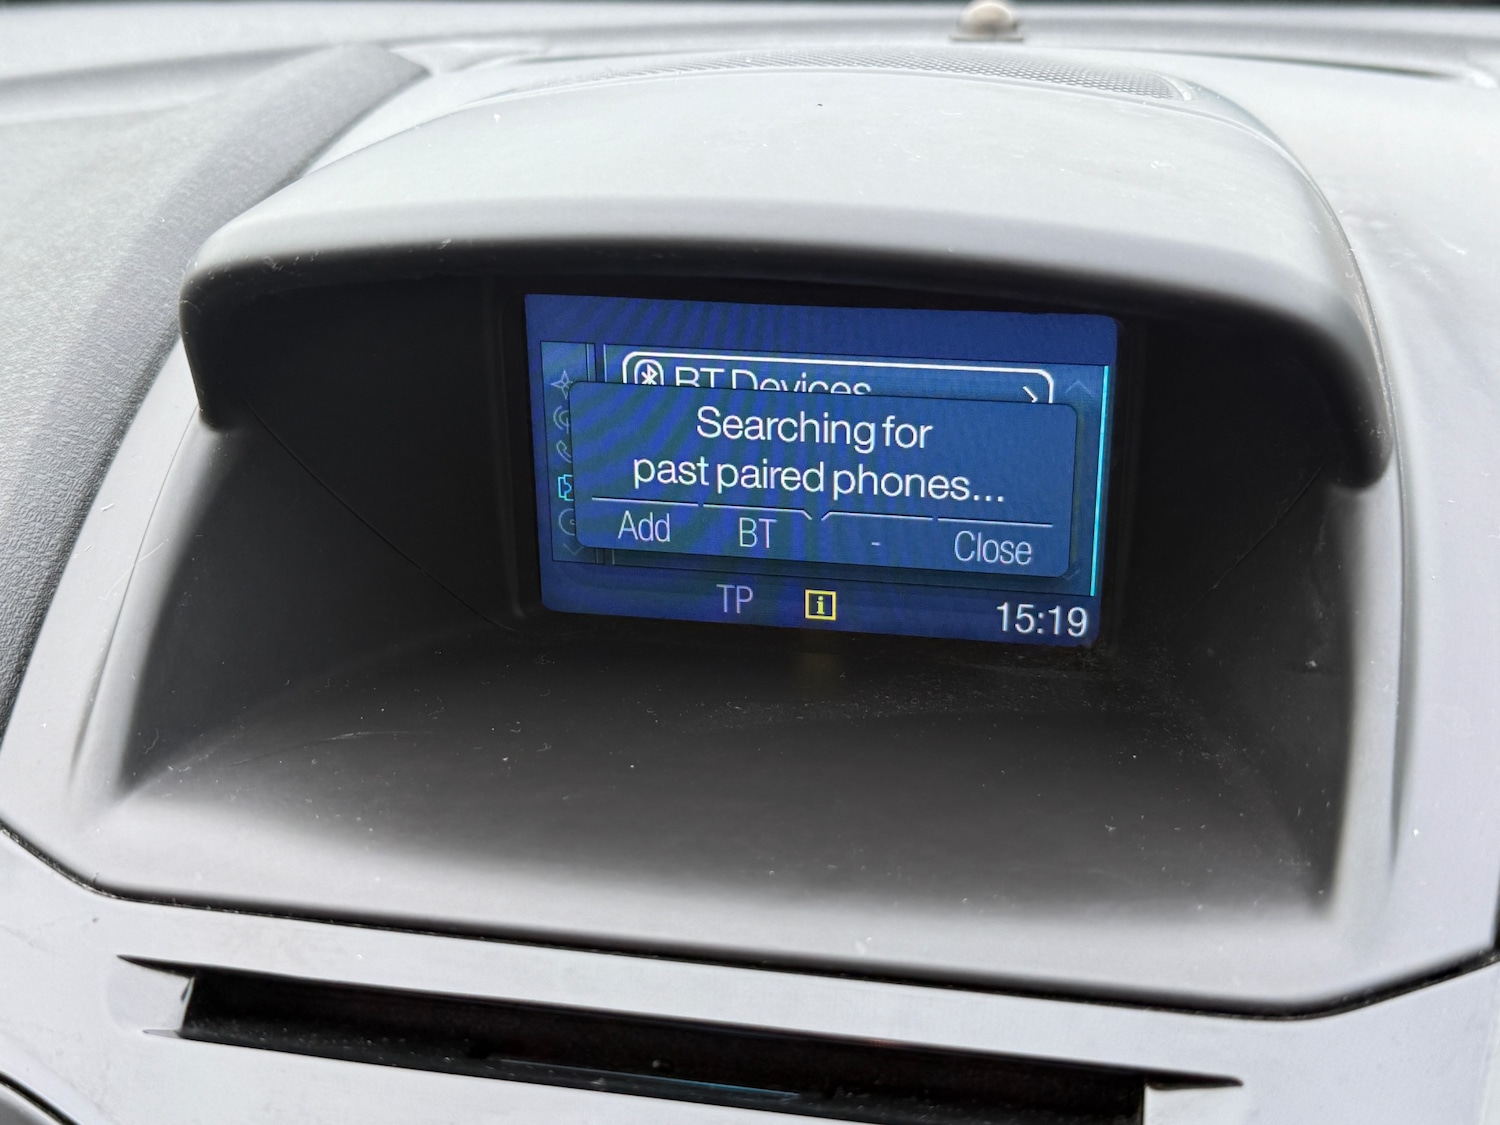 BT Devices
Searching for
past paired phones...
Add BT - Close
TP i 15:19